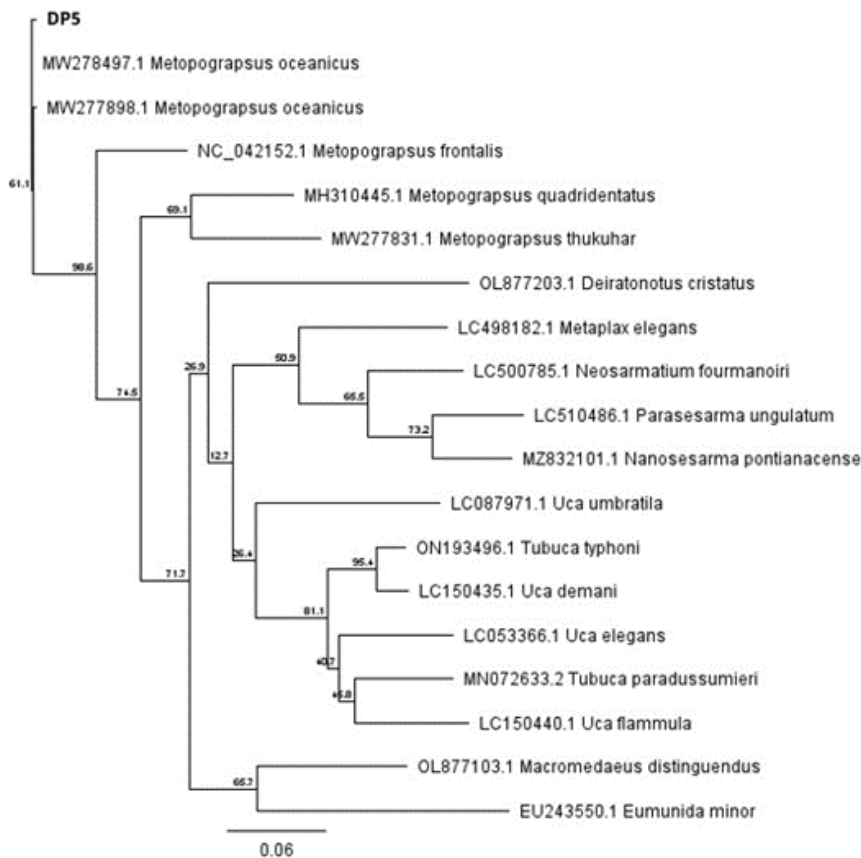 DP5
MW278497.1 Metopograpsus oceanicus
MW277898.1 Metopograpsus oceanicus
NC_042152.1 Metopograpsus frontalis
61.1
MH310445.1 Metopograpsus quadridentatus
69.1
MW277831.1 Metopograpsus thukuhar
98.6
OL877203.1 Deiratonotus cristatus
LC498182.1 Metaplax elegans
50.9
26.9
LC500785.1 Neosarmatium fourmanoiri
74.5
65.5
LC510486.1 Parasesarma ungulatum
73.2
MZ832101.1 Nanosesarma pontianacense
12.7
LC087971.1 Uca umbratila
ON193496.1 Tubuca typhoni
26.4
95.4
71.7
LC150435.1 Uca demani
81.1
LC053366.1 Uca elegans
40.7
MN072633.2 Tubuca paradussumieri
45.8
LC150440.1 Uca flammula
OL877103.1 Macromedaeus distinguendus
65.7
EU243550.1 Eumunida minor
0.06